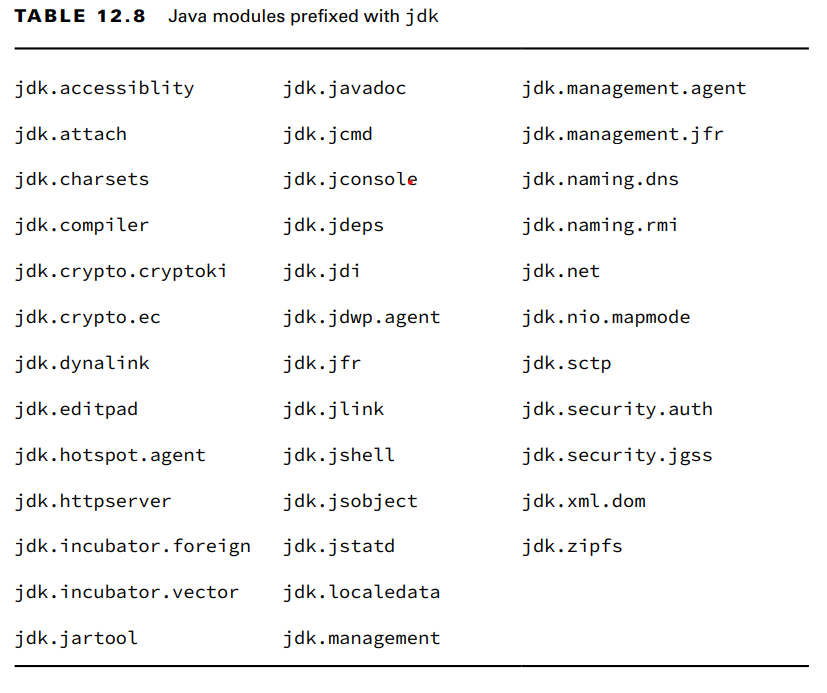 TABLE 12.8 Java modules prefixed with jdk
jdk.accessiblity jdk.javadoc jdk.management.agent
jdk.attach jdk.jcmd jdk.management.jfr
jdk.charsets jdk.jconsole jdk.naming.dns
jdk.compiler jdk.jdeps jdk.naming.rmi
jdk.crypto.cryptoki jdk.jdi jdk.net
jdk.crypto.ec jdk.jdwp.agent jdk.nio.mapmode
jdk.dynalink jdk.jfr jdk.sctp
jdk.editpad jdk.jlink jdk.security.auth
jdk.hotspot.agent jdk.jshell jdk.security.jgss
jdk.httpserver jdk.jsobject jdk.xml.dom
jdk.incubator.foreign jdk.jstatd jdk.zipfs
jdk.incubator.vector jdk.localedata
jdk.jartool jdk.management